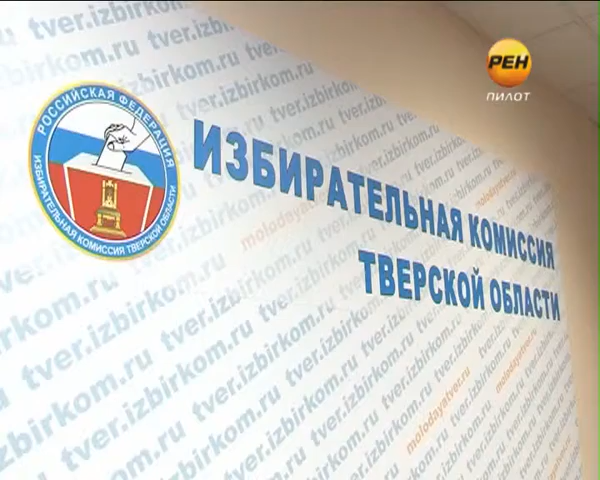 РЕН
ПИЛОТ
РОССИЙСКАЯ ФЕДЕРАЦИЯ
ИЗБИРАТЕЛЬНАЯ КОМИССИЯ ТВЕРСКОЙ ОБЛАСТИ
ИЗБИРАТЕЛЬНАЯ КОМИССИЯ
ТВЕРСКОЙ ОБЛАСТИ
tver.izbirkom.ru
molodayatver.ru